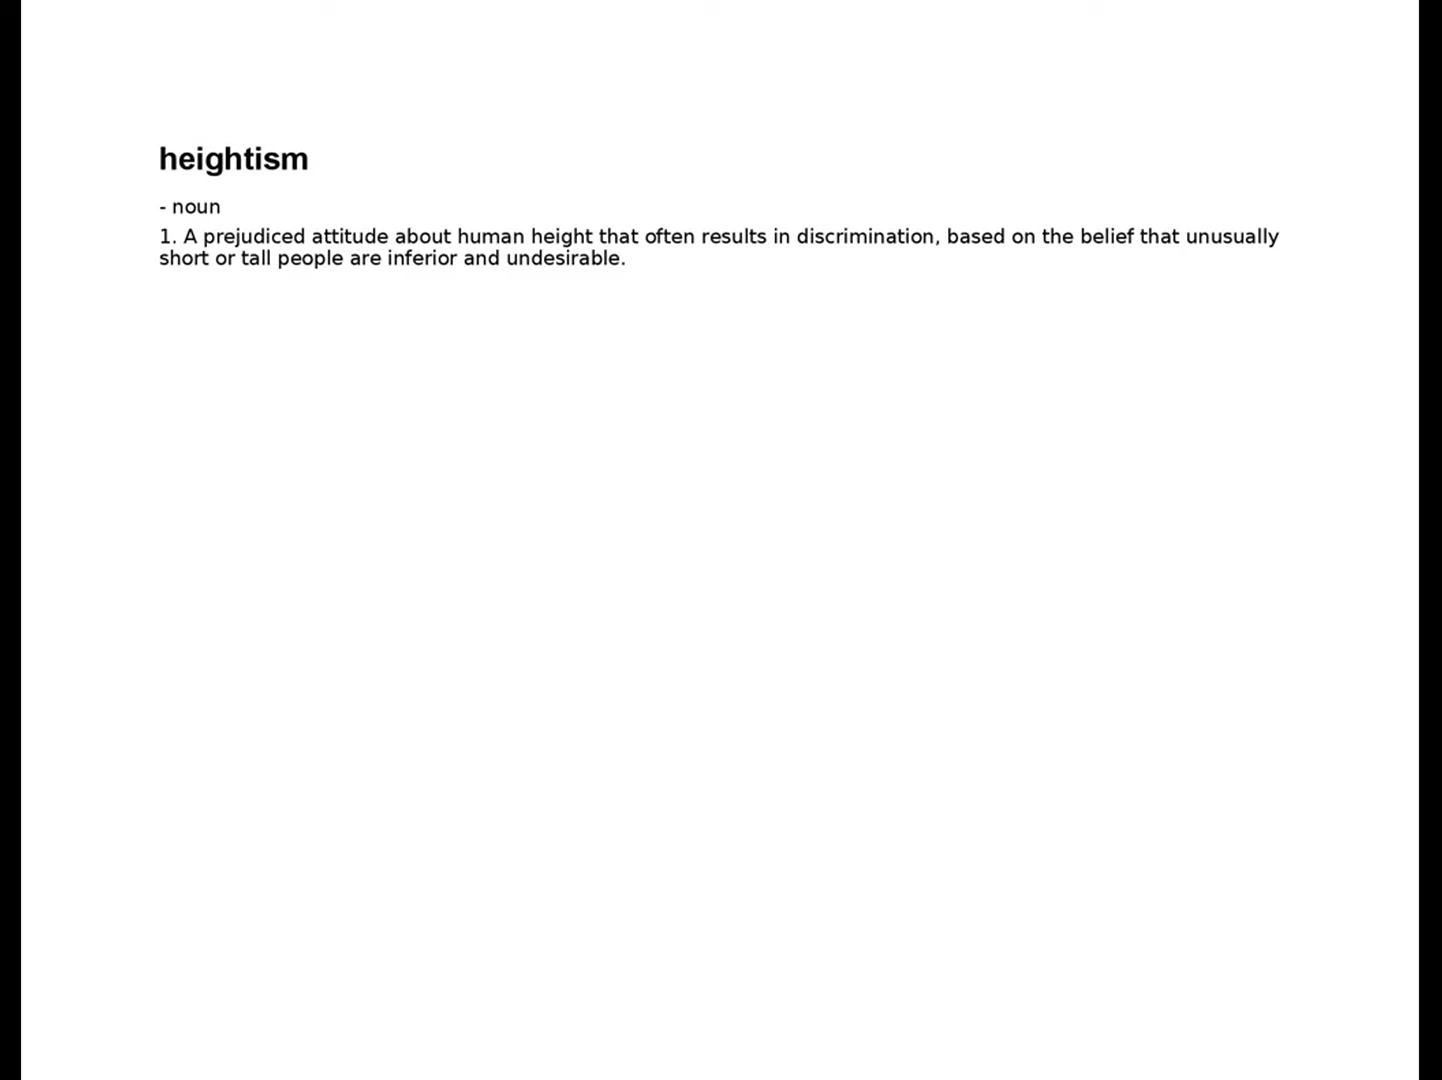 heightism
- noun
1. A prejudiced attitude about human height that often results in discrimination, based on the belief that unusually
short or tall people are inferior and undesirable.